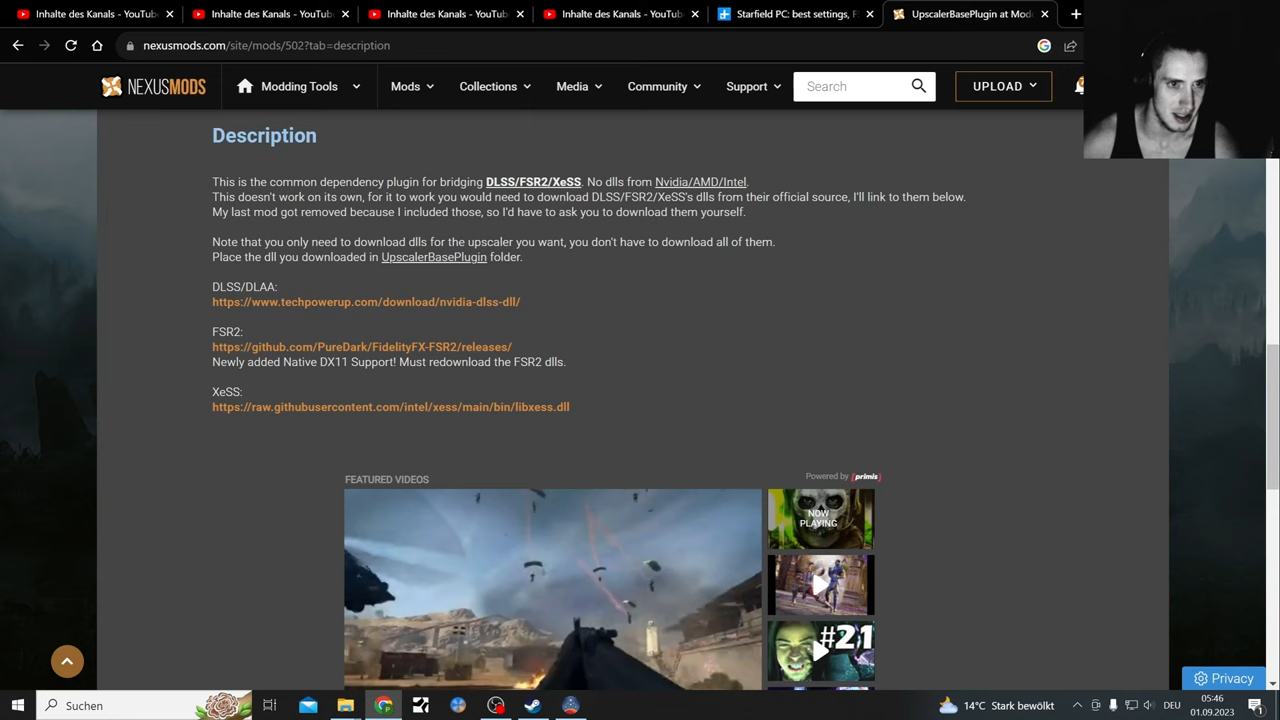 Inhalte des Kanals - YouTub
Inhalte des Kanals - YouTub
Inhalte des Kanals - YouTub
Inhalte des Kanals - YouTub
Starfield PC: best settings, F
UpscalerBasePlugin at Mod
nexusmods.com/site/mods/502?tab=description
NEXUSMODS
Modding Tools
Mods
Collections
Media
Community
Support
Search
UPLOAD
Description
This is the common dependency plugin for bridging DLSS/FSR2/XeSS. No dlls from Nvidia/AMD/Intel.
This doesn't work on its own, for it to work you would need to download DLSS/FSR2/XeSS's dlls from their official source, I'll link to them below.
My last mod got removed because I included those, so I'd have to ask you to download them yourself.
Note that you only need to download dlls for the upscaler you want, you don't have to download all of them.
Place the dll you downloaded in UpscalerBasePlugin folder.
DLSS/DLAA:
https://www.techpowerup.com/download/nvidia-dlss-dll/
FSR2:
https://github.com/PureDark/FidelityFX-FSR2/releases/
Newly added Native DX11 Support! Must redownload the FSR2 dlls.
XeSS:
https://raw.githubusercontent.com/intel/xess/main/bin/libxess.dll
FEATURED VIDEOS
Powered by [primis]
NOW
PLAYING
#21
Privacy
Suchen
14°C Stark bewölkt
DEU
05:46
01.09.2023
1